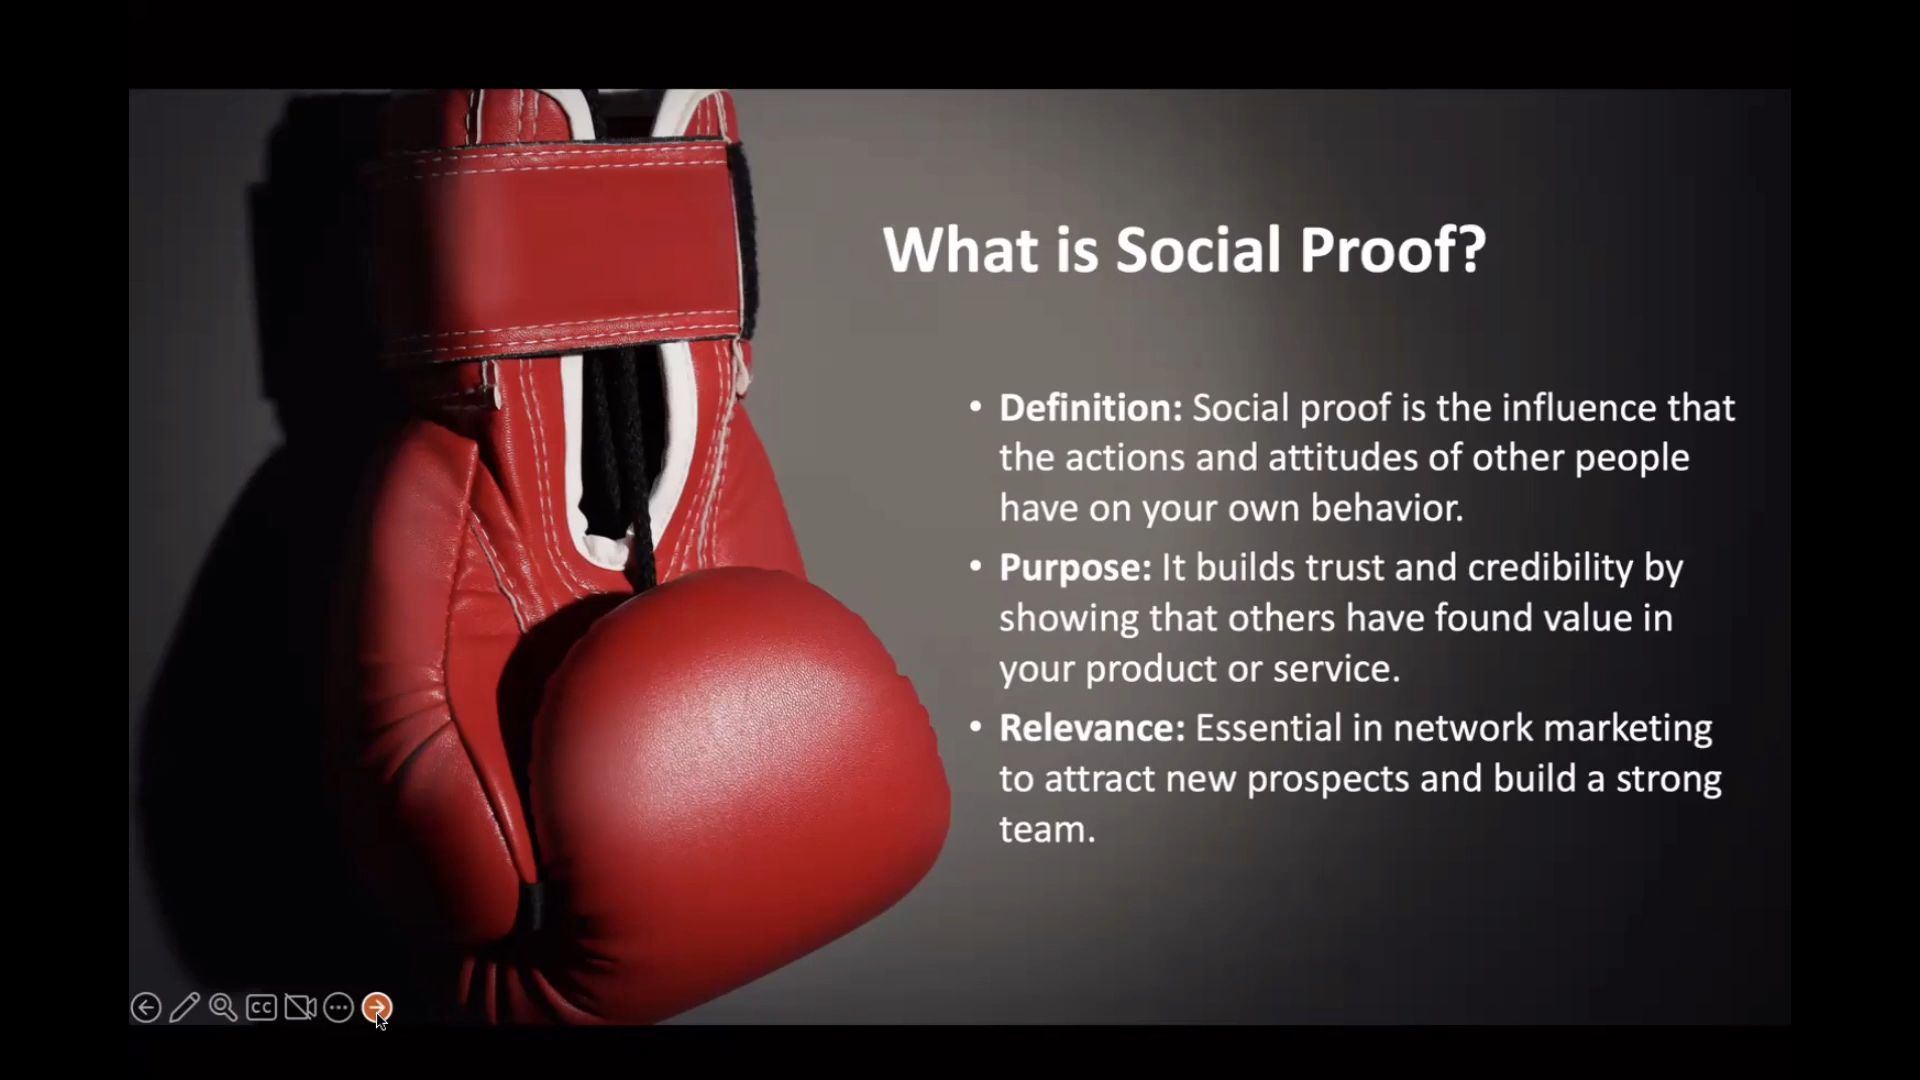 What is Social Proof?
• Definition: Social proof is the influence that
the actions and attitudes of other people
have on your own behavior.
• Purpose: It builds trust and credibility by
showing that others have found value in
your product or service.
• Relevance: Essential in network marketing
to attract new prospects and build a strong
team.
CC